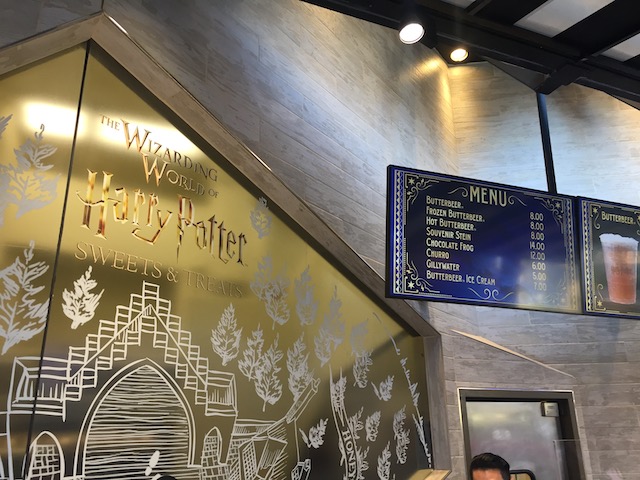 THE
WIZARDING
WORLD OF
Harry Potter
SWEETS & TREATS
MENU
BUTTERBEER. 8.00
FROZEN BUTTERBEER. 8.00
HOT BUTTERBEER. 8.00
SOUVENIR STEIN 14.00
CHOCOLATE FROG 12.00
CHURRO 6.00
GILLYWATER 5.00
BUTTERBEER. ICE CREAM 7.00
BUTTERBEER.